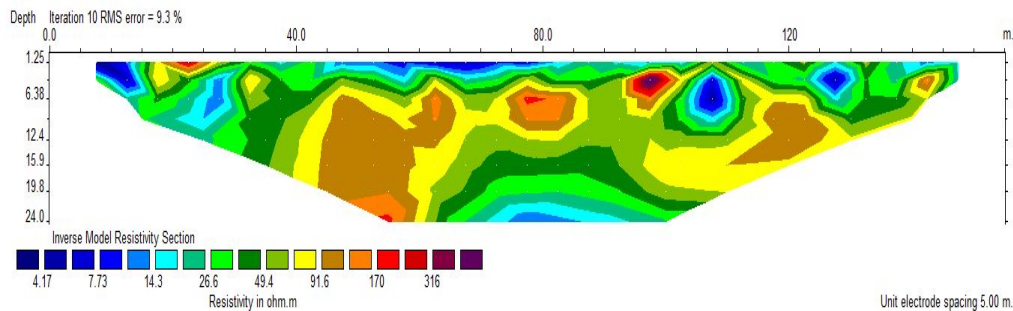 Depth Iteration 10 RMS error = 9.3 %
0.0 40.0 80.0 120 m.
1.25
6.38
12.4
15.9
19.8
24.0
Inverse Model Resistivity Section
4.17 7.73 14.3 26.6 49.4 91.6 170 316
Resistivity in ohm.m Unit electrode spacing 5.00 m.